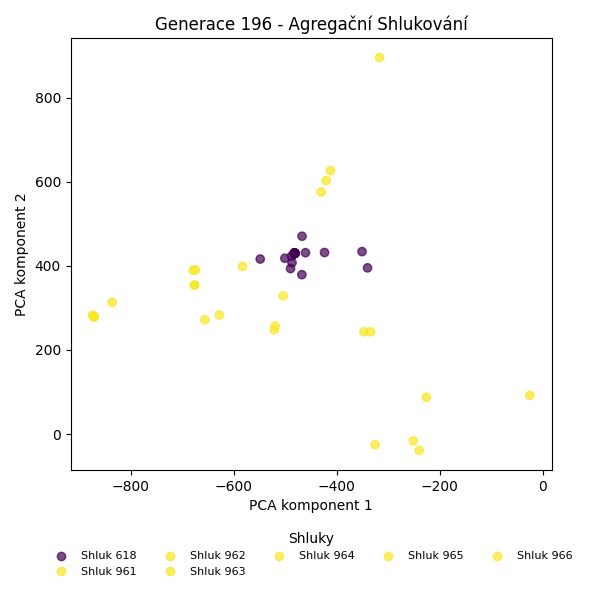 Generace 196 - Agregační Shlukování
PCA komponent 2
800
600
400
200
0
−800
−600
−400
−200
0
PCA komponent 1
Shluky
Shluk 618
Shluk 962
Shluk 964
Shluk 965
Shluk 966
Shluk 961
Shluk 963